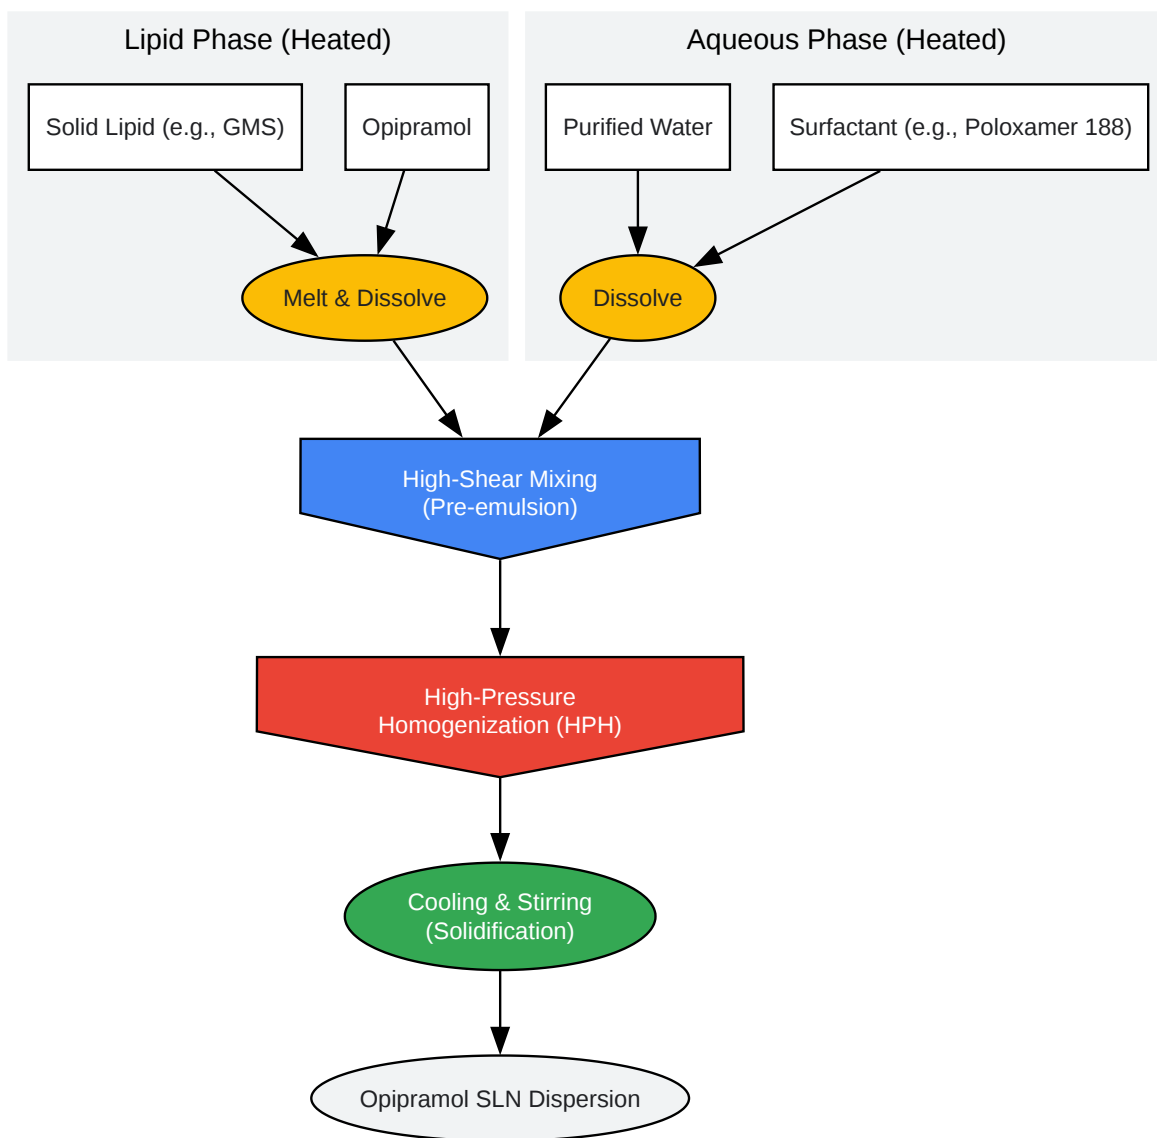 Lipid Phase (Heated)
Aqueous Phase (Heated)
Solid Lipid (e.g., GMS)
Opipramol
Purified Water
Surfactant (e.g., Poloxamer 188)
Melt & Dissolve
Dissolve
High-Shear Mixing
(Pre-emulsion)
High-Pressure
Homogenization (HPH)
Cooling & Stirring
(Solidification)
Opipramol SLN Dispersion